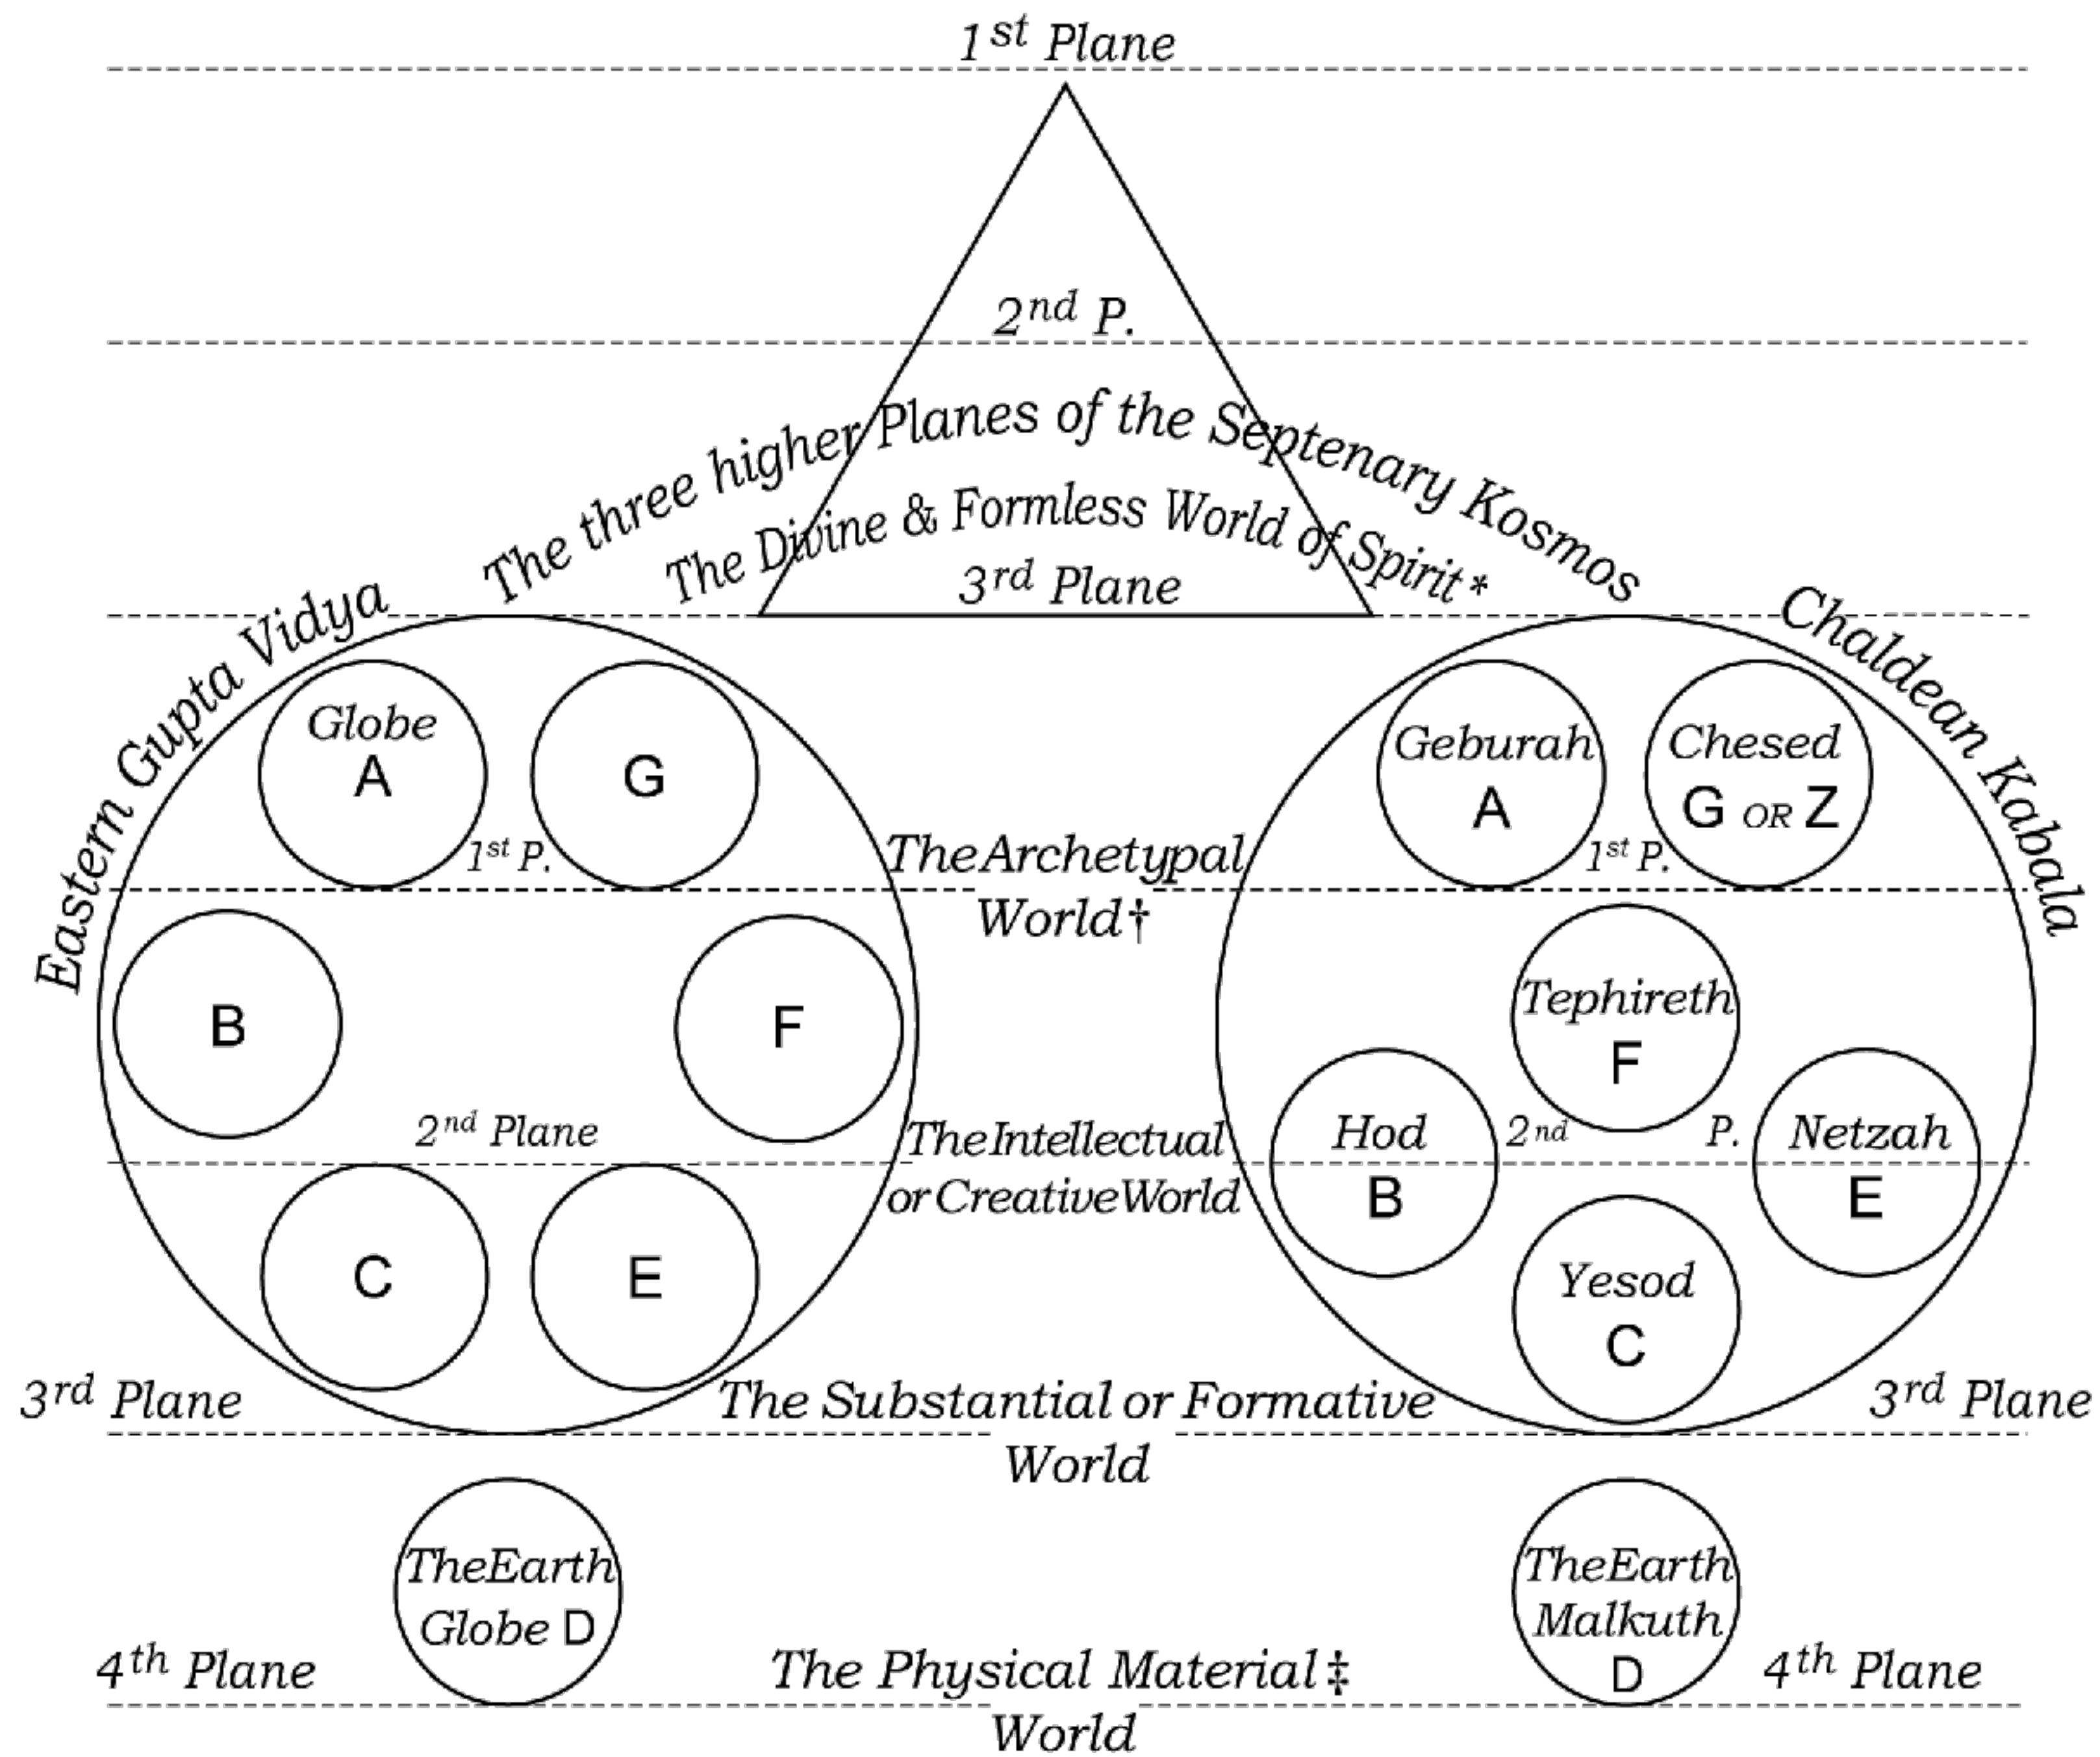 1st Plane
2nd P.
The three higher Planes of the Septenary Kosmos
The Divine & Formless World of Spirit*
3rd Plane
Eastern Gupta Vidya
Chaldean Kabala
Globe
A
G
1st P.
Geburah
A
Chesed
G OR Z
1st P.
The Archetypal
World†
B
F
2nd Plane
Tephireth
F
Hod
B
2nd P.
Netzah
E
The Intellectual
or Creative World
C
E
Yesod
C
3rd Plane
The Substantial or Formative
World
3rd Plane
The Earth
Globe D
The Earth
Malkuth
D
4th Plane
The Physical Material‡
World
4th Plane